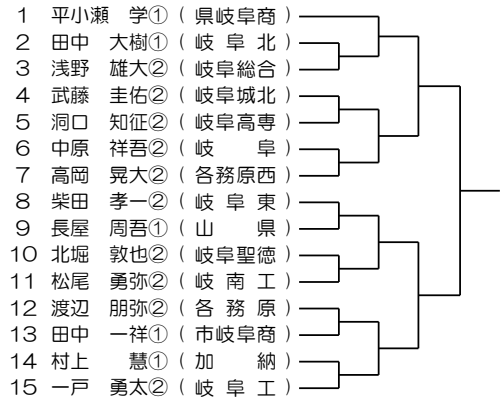 1 平小瀬 学① (県岐阜商)
2 田中 大樹① (岐阜北)
3 浅野 雄大② (岐阜総合)
4 武藤 圭佑② (岐阜城北)
5 洞口 知征② (岐阜高専)
6 中原 祥吾② (岐阜)
7 高岡 晃大② (各務原西)
8 柴田 孝一② (岐阜東)
9 長屋 周吾① (山県)
10 北堀 敦也② (岐阜聖徳)
11 松尾 勇弥② (岐南工)
12 渡辺 朋弥② (各務原)
13 田中 一祥① (市岐阜商)
14 村上 慧① (加納)
15 一戸 勇太② (岐阜工)